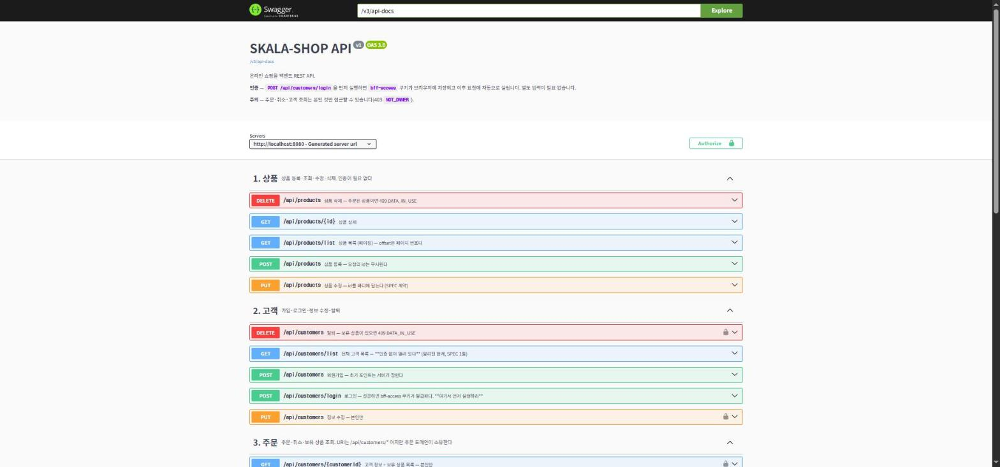 Swagger
Supported by SMARTBEAR
/v3/api-docs
Explore
SKALA-SHOP API v1 OAS 3.0
/v3/api-docs
온라인 쇼핑몰 백엔드 REST API.
인증 — POST /api/customers/login 을 먼저 실행하면 bff-access 쿠키가 브라우저에 저장되고 이후 요청에 자동으로 실립니다. 별도 입력이 필요 없습니다.
주의 — 주문·취소·고객 조회는 본인 것만 접근할 수 있습니다(403 NOT_OWNER ).
Servers
http://localhost:8080 - Generated server url
Authorize
1. 상품 상품 등록·조회·수정·삭제. 인증이 필요 없다
DELETE /api/products 상품 삭제 — 주문된 상품이면 409 DATA_IN_USE
GET /api/products/{id} 상품 상세
GET /api/products/list 상품 목록 (페이징) — offset은 페이지 번호다
POST /api/products 상품 등록 — 요청의 id는 무시된다
PUT /api/products 상품 수정 — id를 바디에 담는다 (SPEC 계약)
2. 고객 가입·로그인·정보 수정·탈퇴
DELETE /api/customers 탈퇴 — 보유 상품이 있으면 409 DATA_IN_USE
GET /api/customers/list 전체 고객 목록 — **인증 없이 열려 있다** (알려진 한계, SPEC 1절)
POST /api/customers 회원가입 — 초기 포인트는 서버가 정한다
POST /api/customers/login 로그인 — 성공하면 bff-access 쿠키가 발급된다. **여기서 먼저 실행하라**
PUT /api/customers 정보 수정 — 본인만
3. 주문 주문·취소·보유 상품 조회. URI는 /api/customers/* 이지만 주문 도메인이 소유한다
GET /api/customers/{customerId} 고객 정보 + 보유 상품 목록 — 본인만